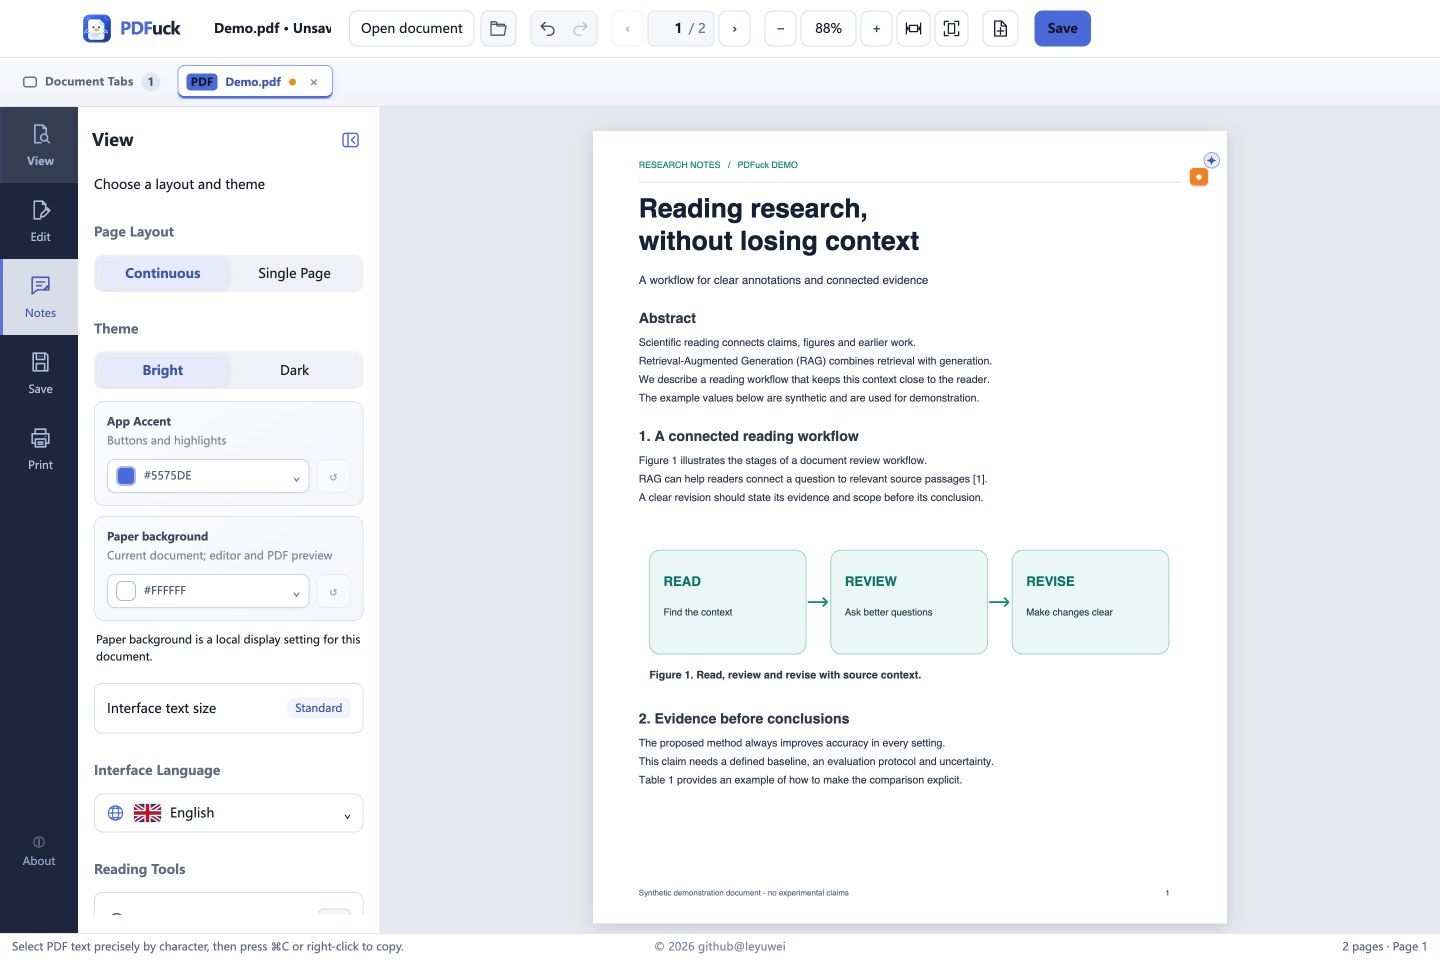 PDFuck
Demo.pdf • Unsav
Open document
1 / 2
88%
Save
Document Tabs 1
PDF Demo.pdf
View
Edit
Notes
Save
Print
About
View
Choose a layout and theme
Page Layout
Continuous
Single Page
Theme
Bright
Dark
App Accent
Buttons and highlights
#5575DE
Paper background
Current document; editor and PDF preview
#FFFFFF
Paper background is a local display setting for this
document.
Interface text size
Standard
Interface Language
English
Reading Tools
RESEARCH NOTES / PDFuck DEMO
Reading research,
without losing context
A workflow for clear annotations and connected evidence
Abstract
Scientific reading connects claims, figures and earlier work.
Retrieval-Augmented Generation (RAG) combines retrieval with generation.
We describe a reading workflow that keeps this context close to the reader.
The example values below are synthetic and are used for demonstration.
1. A connected reading workflow
Figure 1 illustrates the stages of a document review workflow.
RAG can help readers connect a question to relevant source passages [1].
A clear revision should state its evidence and scope before its conclusion.
READ
Find the context
REVIEW
Ask better questions
REVISE
Make changes clear
Figure 1. Read, review and revise with source context.
2. Evidence before conclusions
The proposed method always improves accuracy in every setting.
This claim needs a defined baseline, an evaluation protocol and uncertainty.
Table 1 provides an example of how to make the comparison explicit.
Synthetic demonstration document - no experimental claims
1
Select PDF text precisely by character, then press ⌘C or right-click to copy.
© 2026 github@leyuwei
2 pages · Page 1